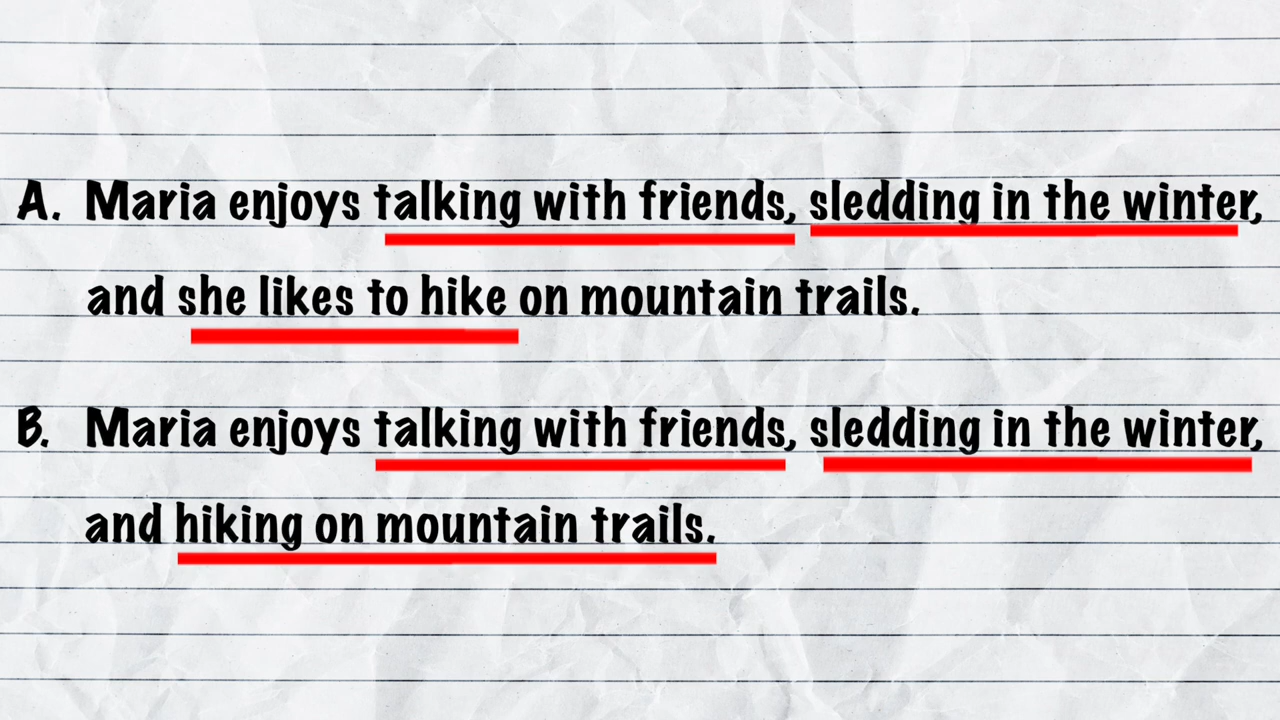 A. Maria enjoys talking with friends, sledding in the winter,
and she likes to hike on mountain trails.
B. Maria enjoys talking with friends, sledding in the winter,
and hiking on mountain trails.